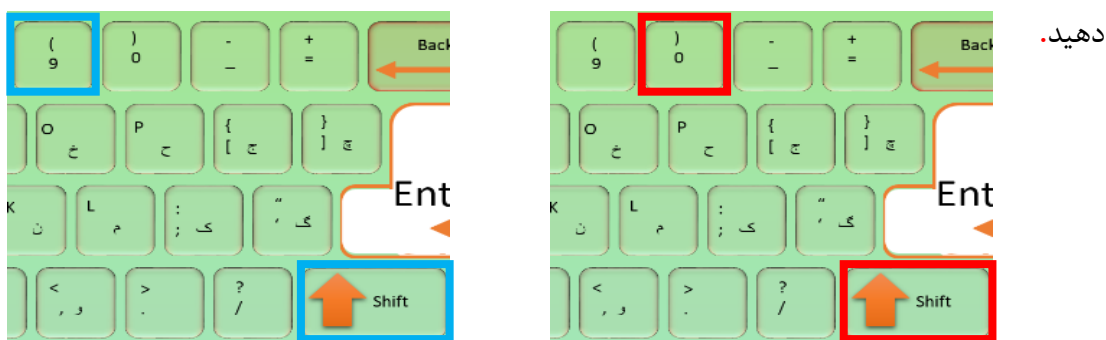 دهید.
( 9 ) 0 - _ + = Back
O خ P ح { [ ج } ] چ
K ن L م : ; ک " ' گ Ent
< , و > . ? / Shift
( 9 ) 0 - _ + = Back
O خ P ح { [ ج } ] چ
K ن L م : ; ک " ' گ Ent
< , و > . ? / Shift